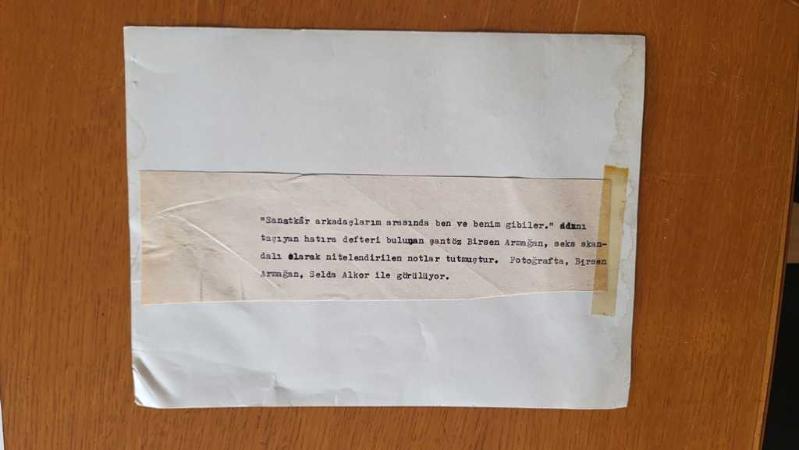 "Sanatkâr arkadaşlarım arasında ben ve benim gibiler." adını
taşıyan hatıra defteri bulunan şantöz Birsen Armağan, seks skan-
dalı olarak nitelendirilen notlar tutmuştur. Fotoğrafta, Birsen
Armağan, Selda Alkor ile görülüyor.